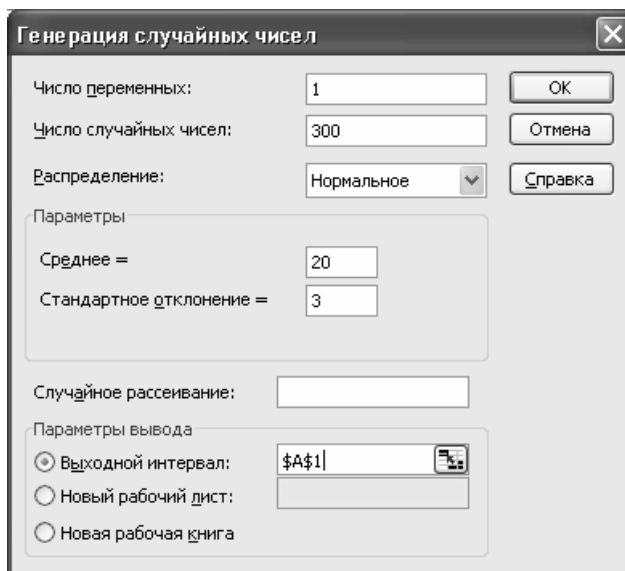 Генерация случайных чисел
Число переменных: 1 ОК
Число случайных чисел: 300 Отмена
Распределение: Нормальное Справка
Параметры
Среднее = 20
Стандартное отклонение = 3
Случайное рассеивание:
Параметры вывода
Выходной интервал: $A$1
Новый рабочий лист:
Новая рабочая книга